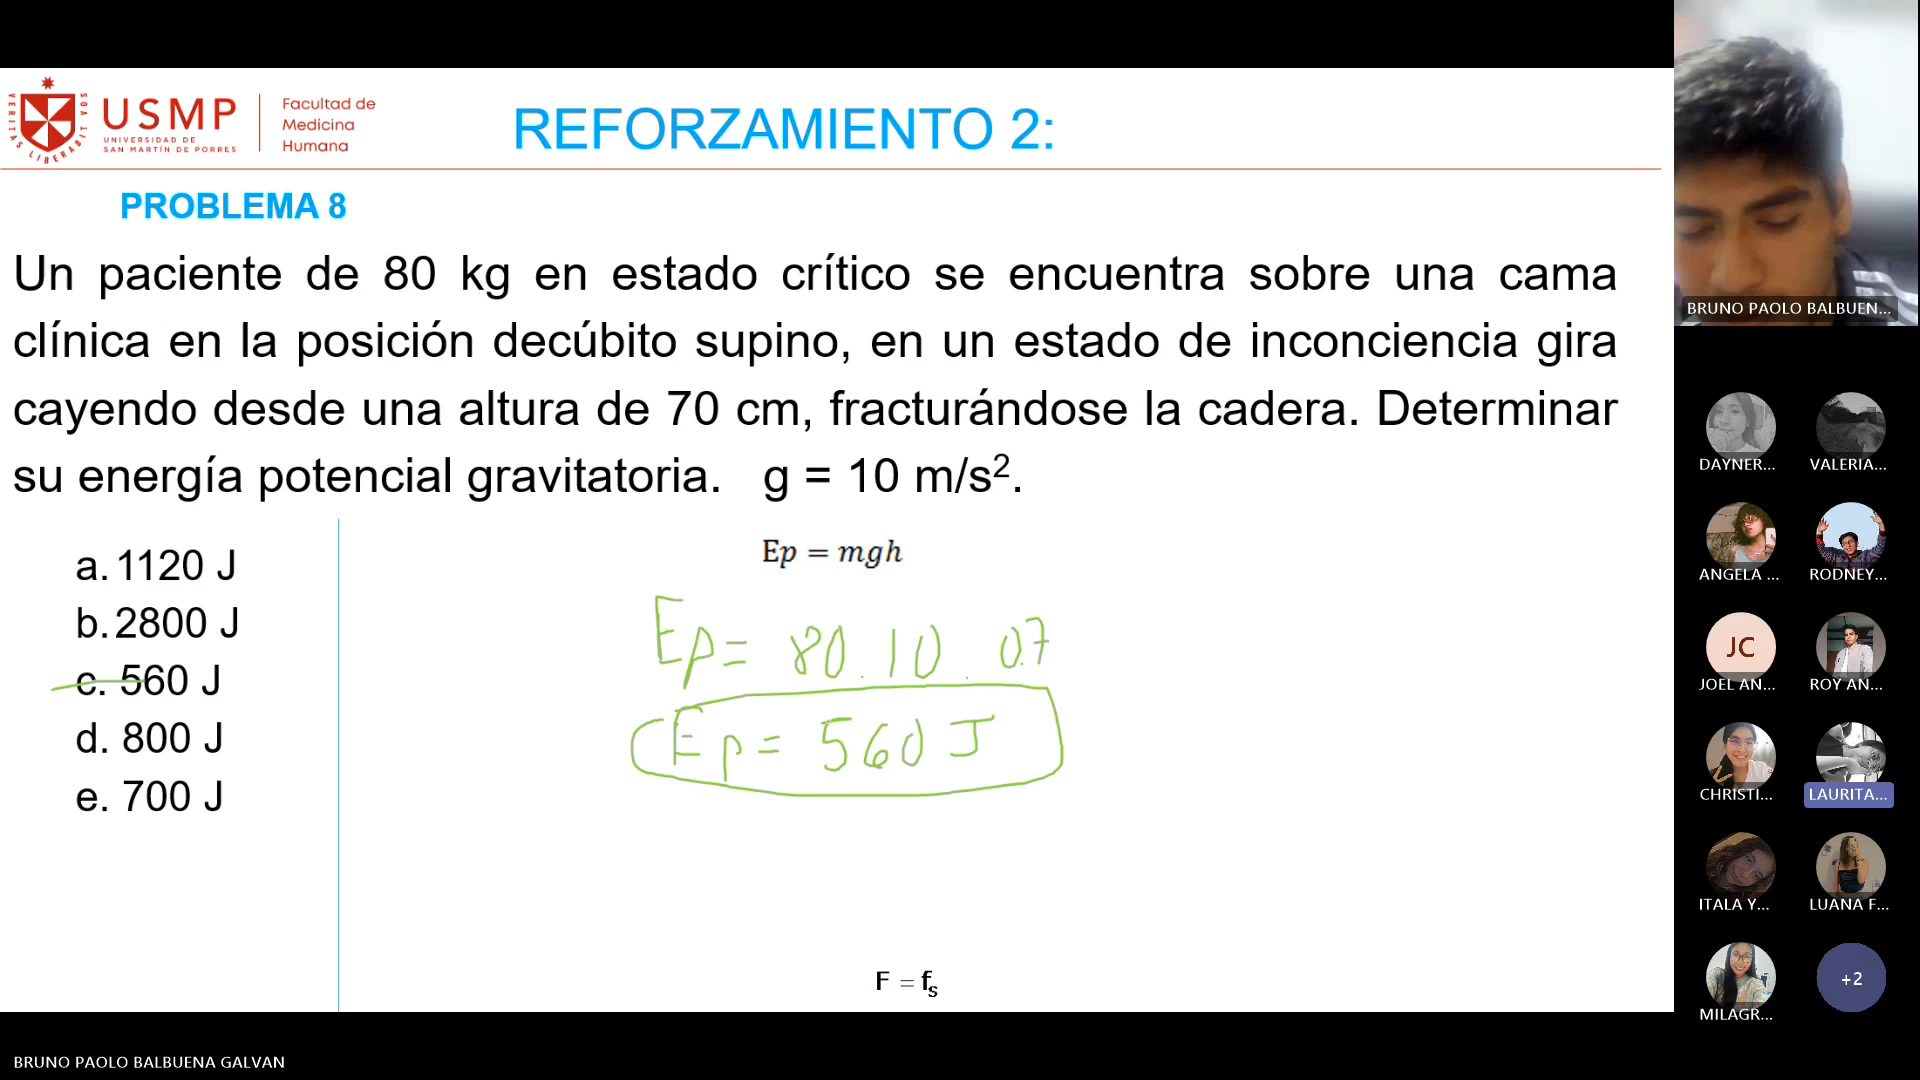 VERITAS LIBERABIT VOS
USMP
UNIVERSIDAD DE
SAN MARTÍN DE PORRES
Facultad de
Medicina
Humana
REFORZAMIENTO 2:
PROBLEMA 8
Un paciente de 80 kg en estado crítico se encuentra sobre una cama
clínica en la posición decúbito supino, en un estado de inconciencia gira
cayendo desde una altura de 70 cm, fracturándose la cadera. Determinar
su energía potencial gravitatoria. g = 10 m/s².
a. 1120 J
b. 2800 J
c. 560 J
d. 800 J
e. 700 J
Ep = mgh
Ep = 80 . 10 . 0.7
Ep = 560 J
F = fs
BRUNO PAOLO BALBUEN...
DAYNER...
VALERIA...
ANGELA ...
RODNEY...
JC
JOEL AN...
ROY AN...
CHRISTI...
LAURITA...
ITALA Y...
LUANA F...
MILAGR...
+2
BRUNO PAOLO BALBUENA GALVAN